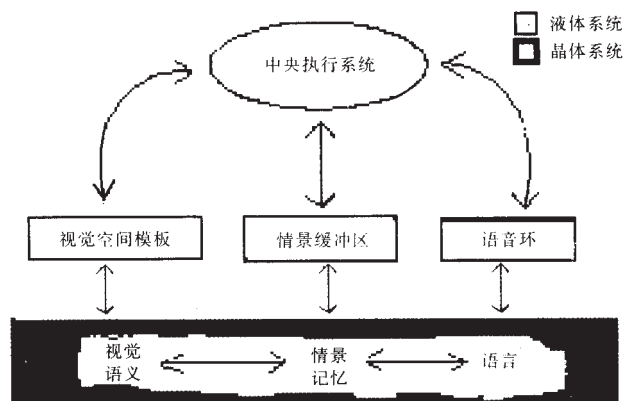 液体系统
晶体系统
中央执行系统
视觉空间模板
情景缓冲区
语音环
视觉
语义
情景
记忆
语言